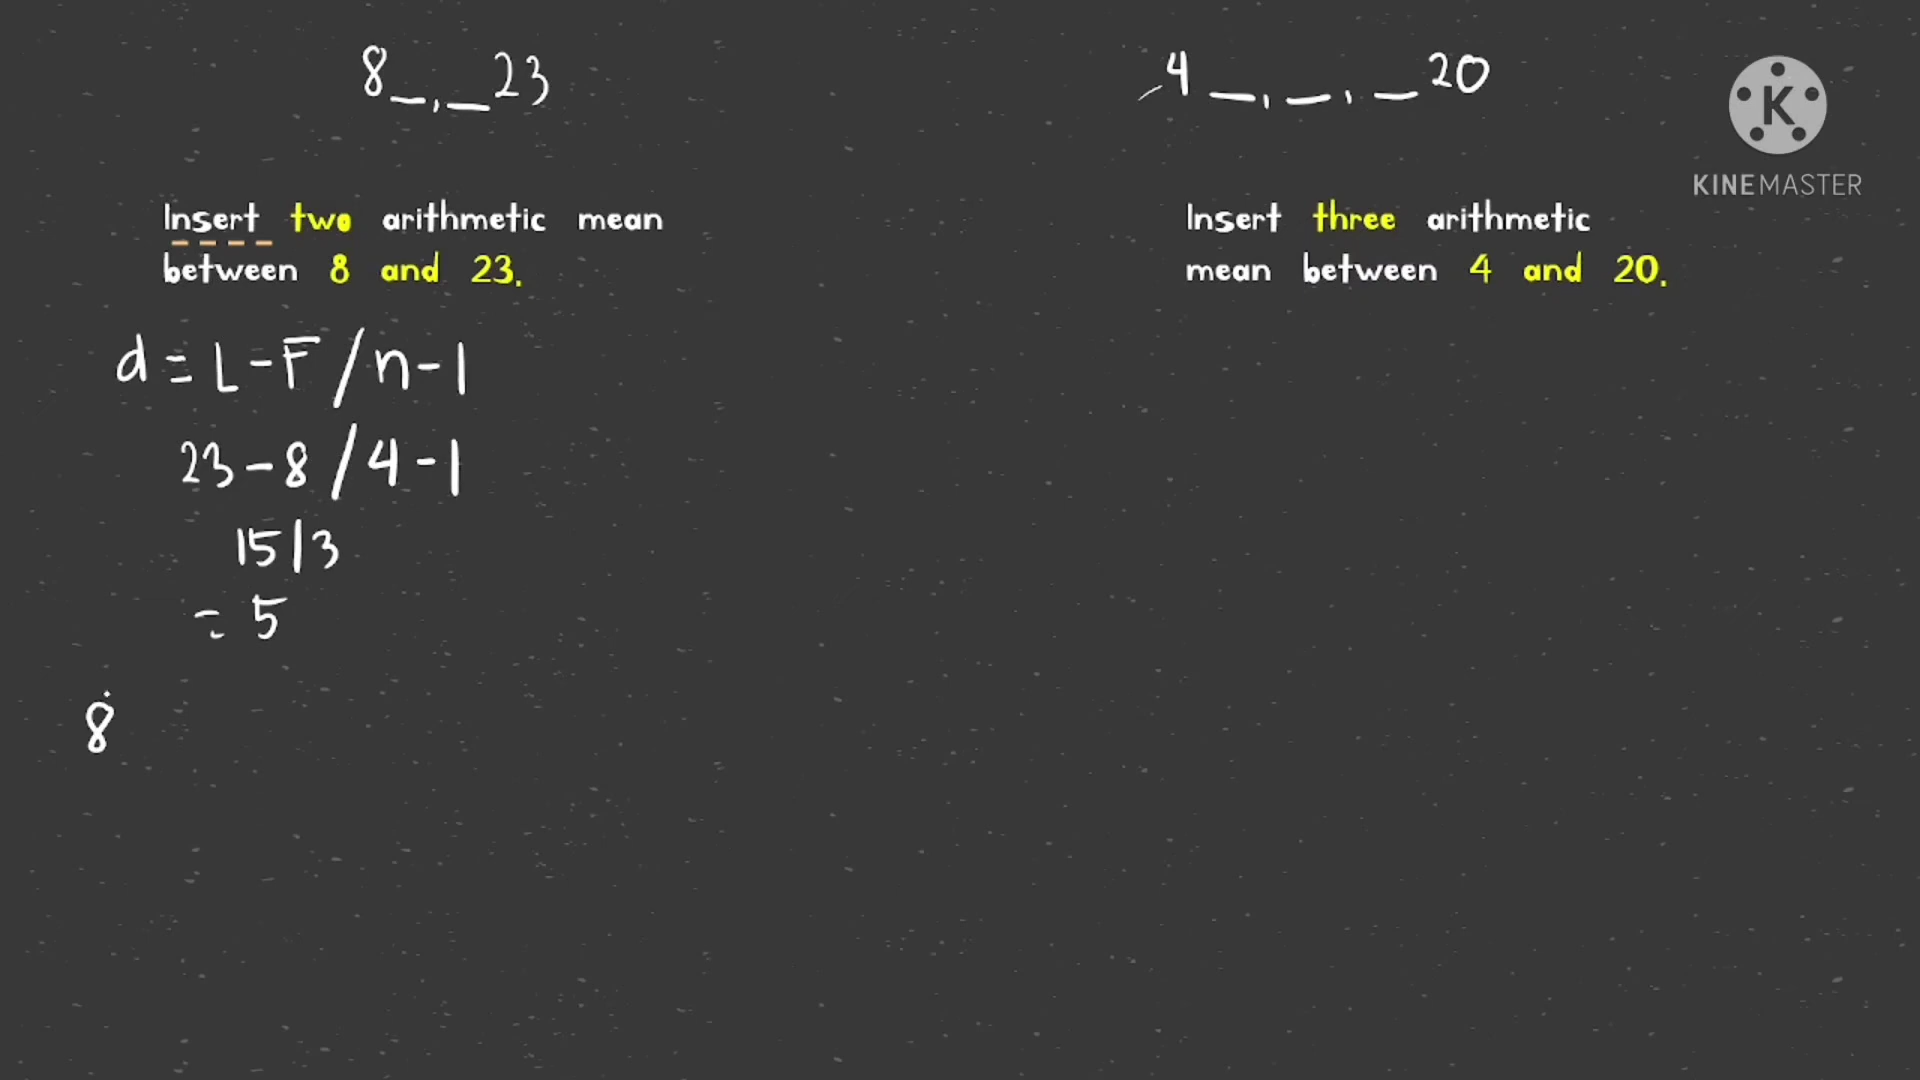 8_,_23
Insert two arithmetic mean
between 8 and 23.
d = L-F/n-1
23-8/4-1
15/3
= 5
8
4_,_,_20
Insert three arithmetic
mean between 4 and 20.
K
KINEMASTER